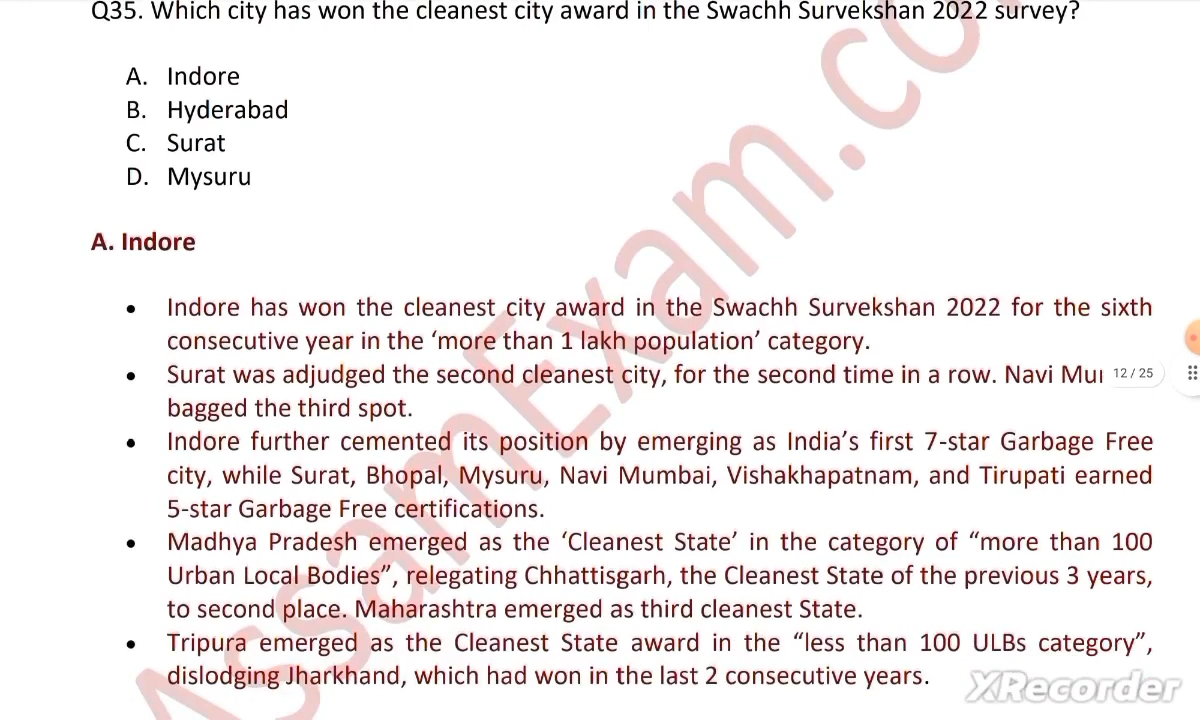 Q35. Which city has won the cleanest city award in the Swachh Survekshan 2022 survey?
A. Indore
B. Hyderabad
C. Surat
D. Mysuru
A. Indore
• Indore has won the cleanest city award in the Swachh Survekshan 2022 for the sixth
consecutive year in the ‘more than 1 lakh population’ category.
• Surat was adjudged the second cleanest city, for the second time in a row. Navi
12 / 25
bagged the third spot.
• Indore further cemented its position by emerging as India’s first 7-star Garbage Free
city, while Surat, Bhopal, Mysuru, Navi Mumbai, Vishakhapatnam, and Tirupati earned
5-star Garbage Free certifications.
• Madhya Pradesh emerged as the ‘Cleanest State’ in the category of “more than 100
Urban Local Bodies”, relegating Chhattisgarh, the Cleanest State of the previous 3 years,
to second place. Maharashtra emerged as third cleanest State.
• Tripura emerged as the Cleanest State award in the “less than 100 ULBs category”,
dislodging Jharkhand, which had won in the last 2 consecutive years.
AssamExam.co
XRecorder